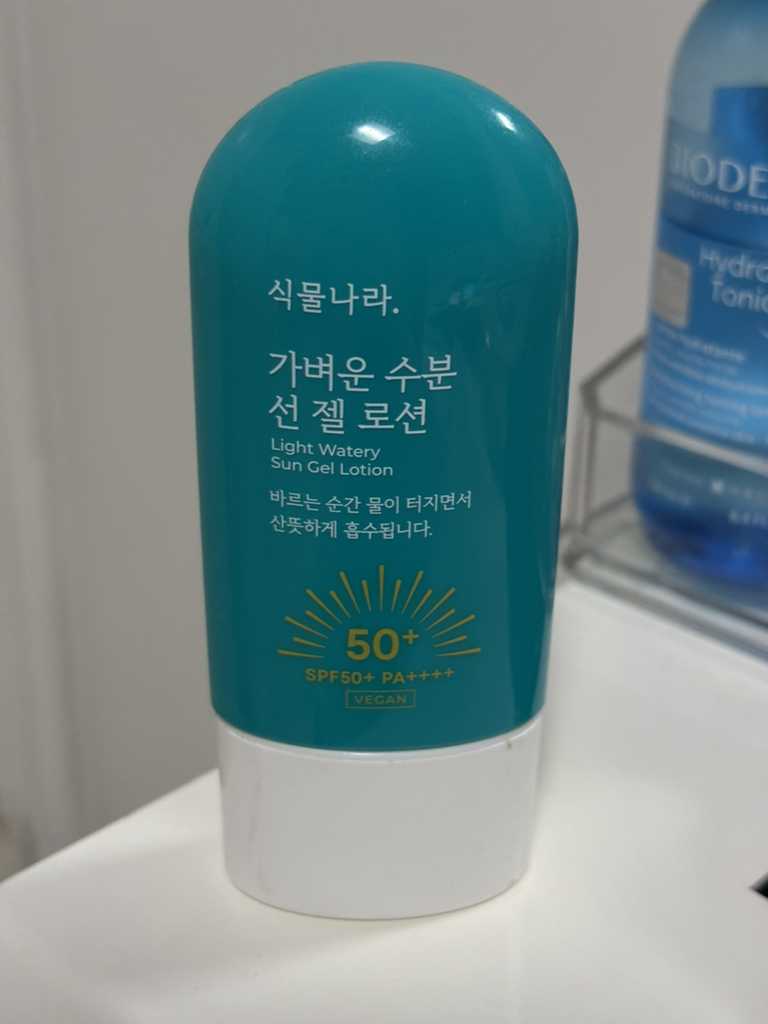 식물나라.
가벼운 수분
선 젤 로션
Light Watery
Sun Gel Lotion
바르는 순간 물이 터지면서
산뜻하게 흡수됩니다.
50+
SPF50+ PA++++
VEGAN
BIODE
Hydra
Tonic